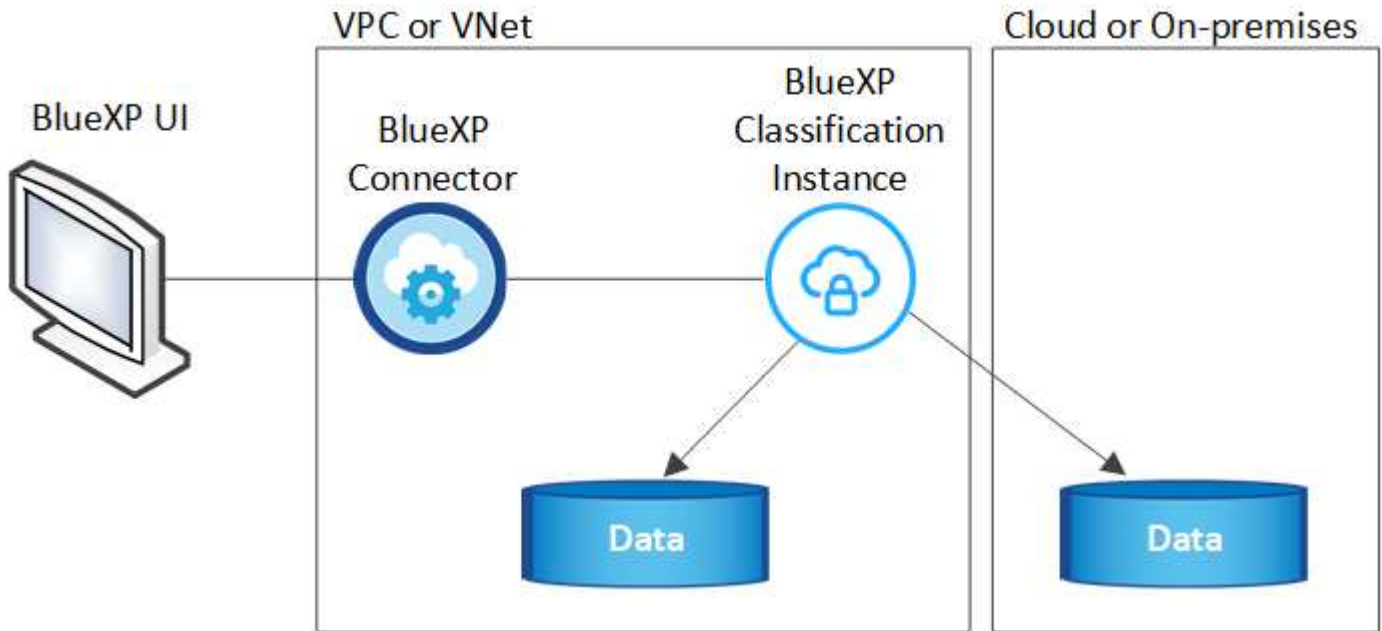 VPC or VNet
Cloud or On-premises
BlueXP UI
BlueXP
Connector
BlueXP
Classification
Instance
Data
Data